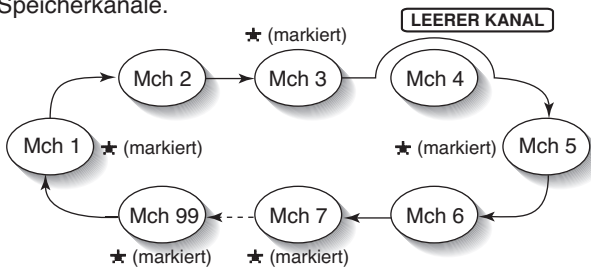 Speicherkanäle.
LEERER KANAL
(markiert)
Mch 2
Mch 3
Mch 4
Mch 1
(markiert)
(markiert)
Mch 5
Mch 99
Mch 7
Mch 6
(markiert)
(markiert)